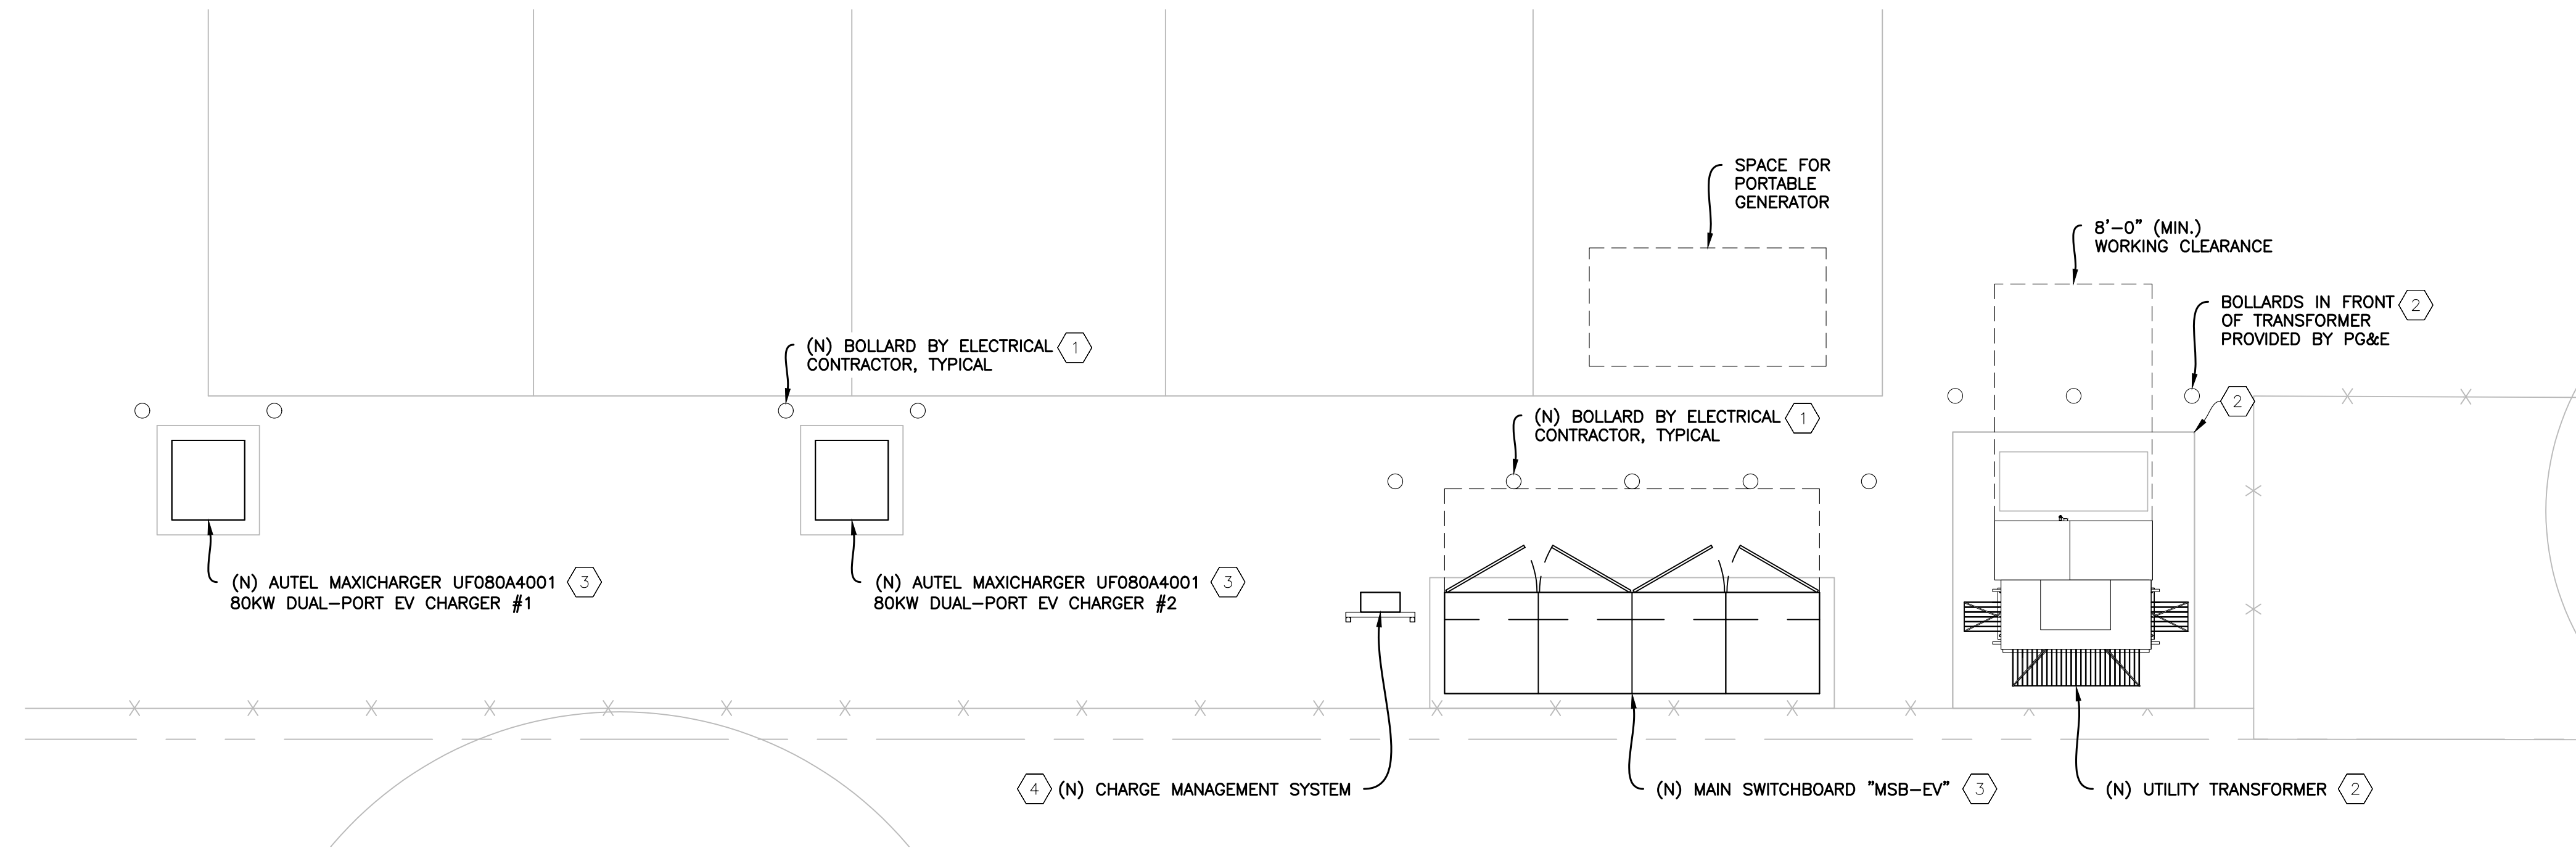 SPACE FOR
PORTABLE
GENERATOR
8'-0" (MIN.)
WORKING CLEARANCE
BOLLARDS IN FRONT 2
OF TRANSFORMER
PROVIDED BY PG&E
(N) BOLLARD BY ELECTRICAL 1
CONTRACTOR, TYPICAL
2
(N) BOLLARD BY ELECTRICAL 1
CONTRACTOR, TYPICAL
(N) AUTEL MAXICHARGER UF080A4001 3
80KW DUAL-PORT EV CHARGER #1
(N) AUTEL MAXICHARGER UF080A4001 3
80KW DUAL-PORT EV CHARGER #2
4 (N) CHARGE MANAGEMENT SYSTEM
(N) MAIN SWITCHBOARD "MSB-EV" 3
(N) UTILITY TRANSFORMER 2